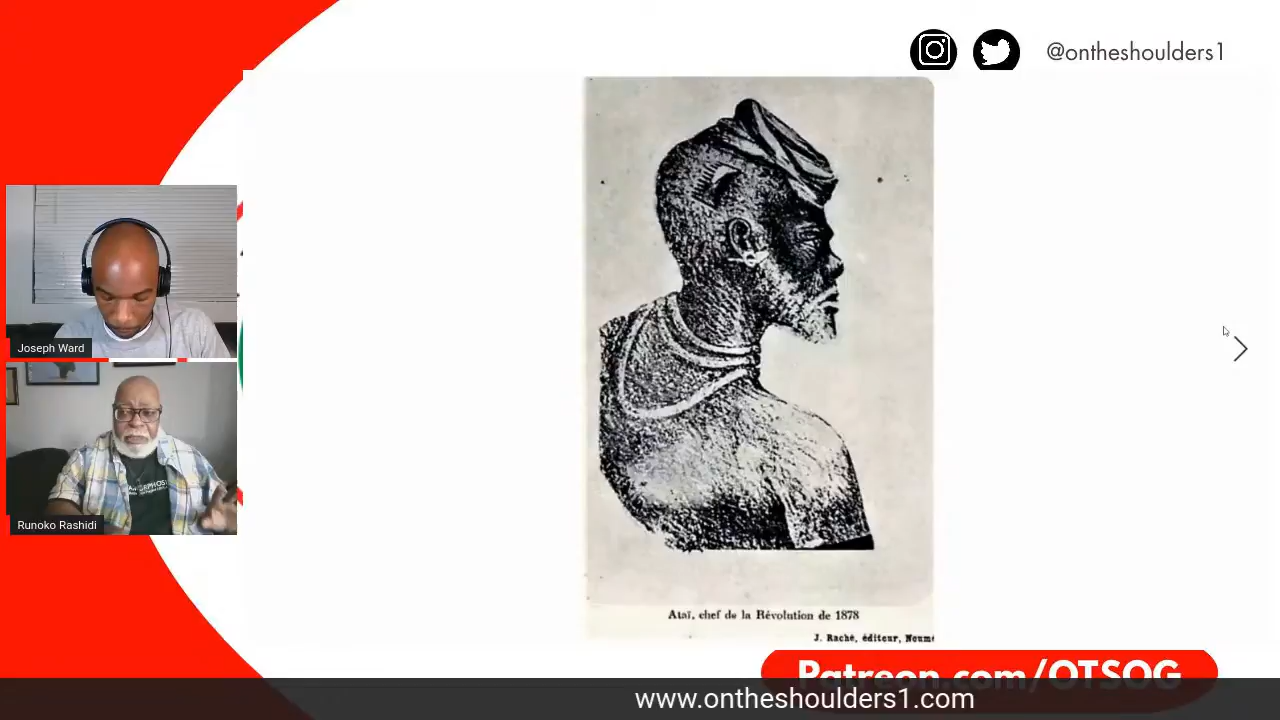 @ontheshoulders1
Joseph Ward
Runoko Rashidi
Ataï, chef de la Révolution de 1878
J. Raché, éditeur, Noumé
Patreon.com/OTSOG
www.ontheshoulders1.com